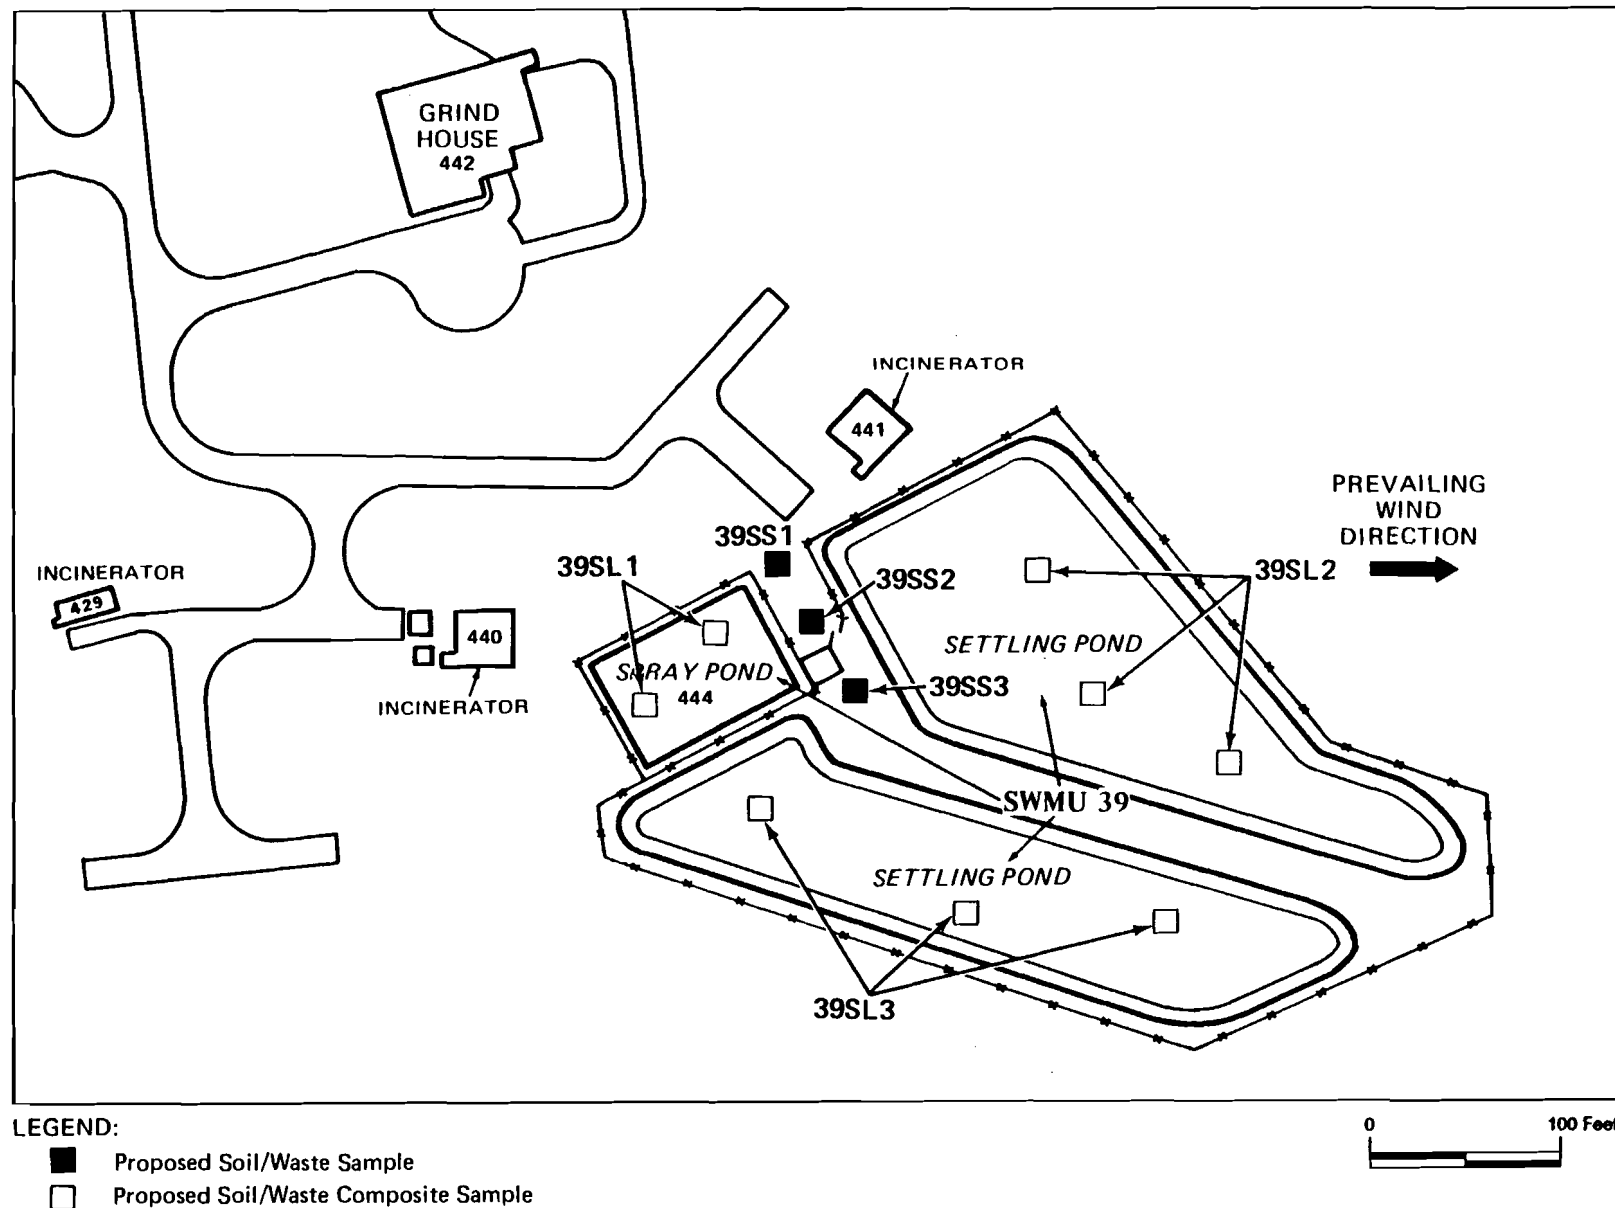 GRIND
HOUSE
442
INCINERATOR
441
PREVAILING
WIND
DIRECTION
39SS1
39SL1
39SS2
39SL2
INCINERATOR
429
440
INCINERATOR
SPRAY POND
444
SETTLING POND
39SS3
SWMU 39
SETTLING POND
39SL3
LEGEND:
Proposed Soil/Waste Sample
Proposed Soil/Waste Composite Sample
0 100 Feet